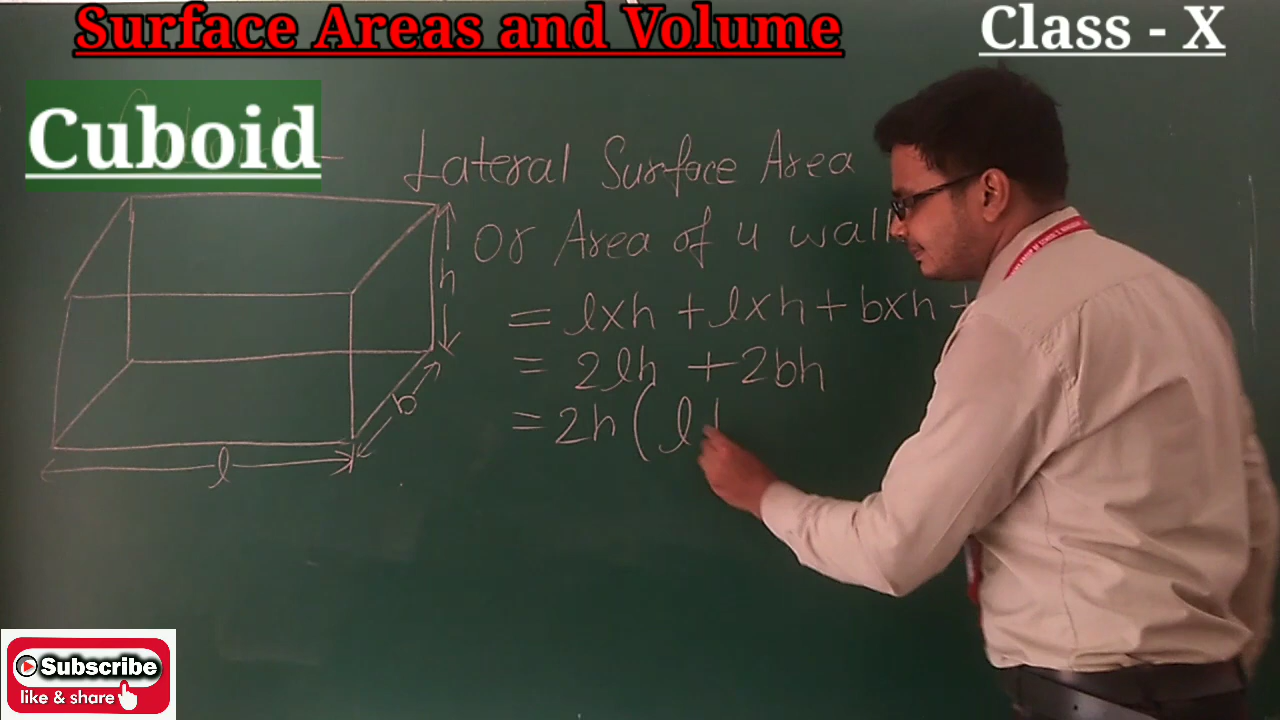 Surface Areas and Volume
Class - X
Cuboid
Lateral Surface Area
Or Area of 4 wall
= l×h + l×h + b×h +
= 2lh + 2bh
= 2h ( l
h
b
l
Subscribe
like & share